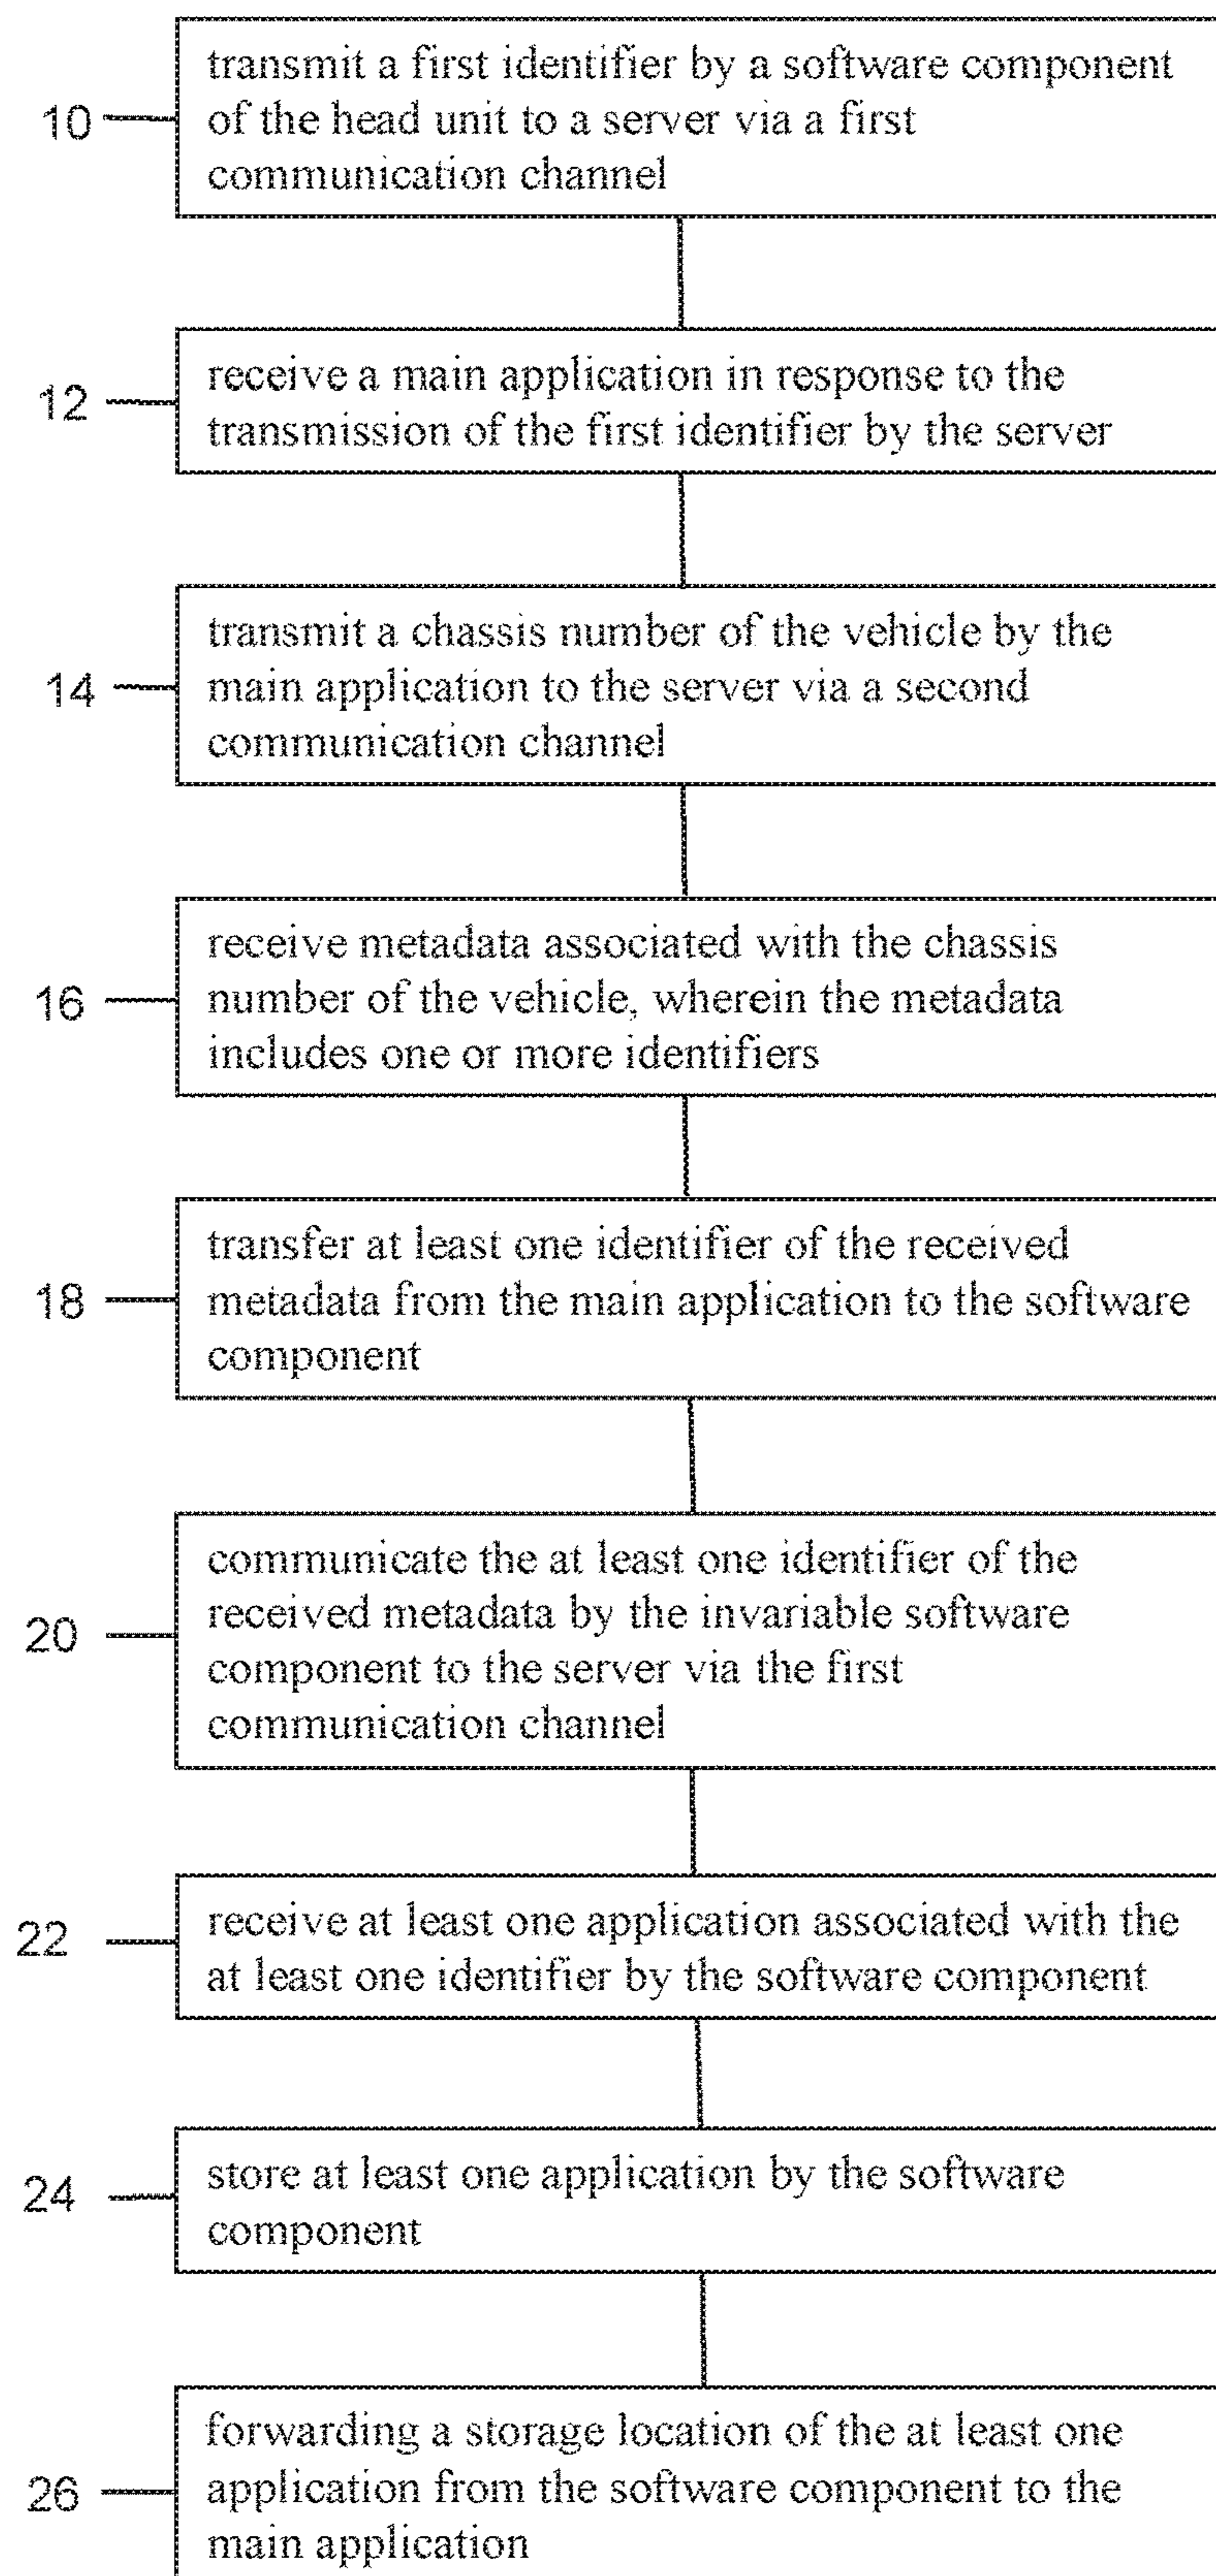 10
transmit a first identifier by a software component
of the head unit to a server via a first
communication channel
12
receive a main application in response to the
transmission of the first identifier by the server
14
transmit a chassis number of the vehicle by the
main application to the server via a second
communication channel
16
receive metadata associated with the chassis
number of the vehicle, wherein the metadata
includes one or more identifiers
18
transfer at least one identifier of the received
metadata from the main application to the software
component
20
communicate the at least one identifier of the
received metadata by the invariable software
component to the server via the first
communication channel
22
receive at least one application associated with the
at least one identifier by the software component
24
store at least one application by the software
component
26
forwarding a storage location of the at least one
application from the software component to the
main application